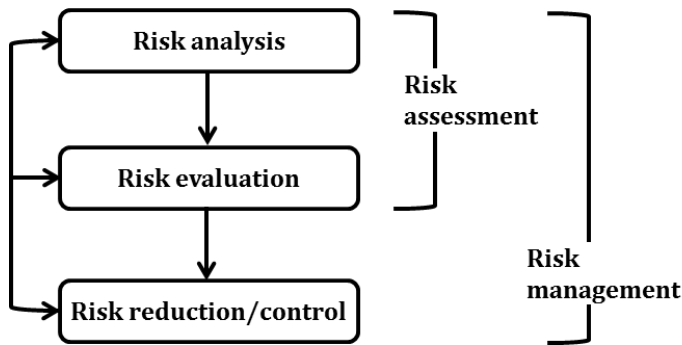 Risk analysis
Risk
assessment
Risk evaluation
Risk
management
Risk reduction/control